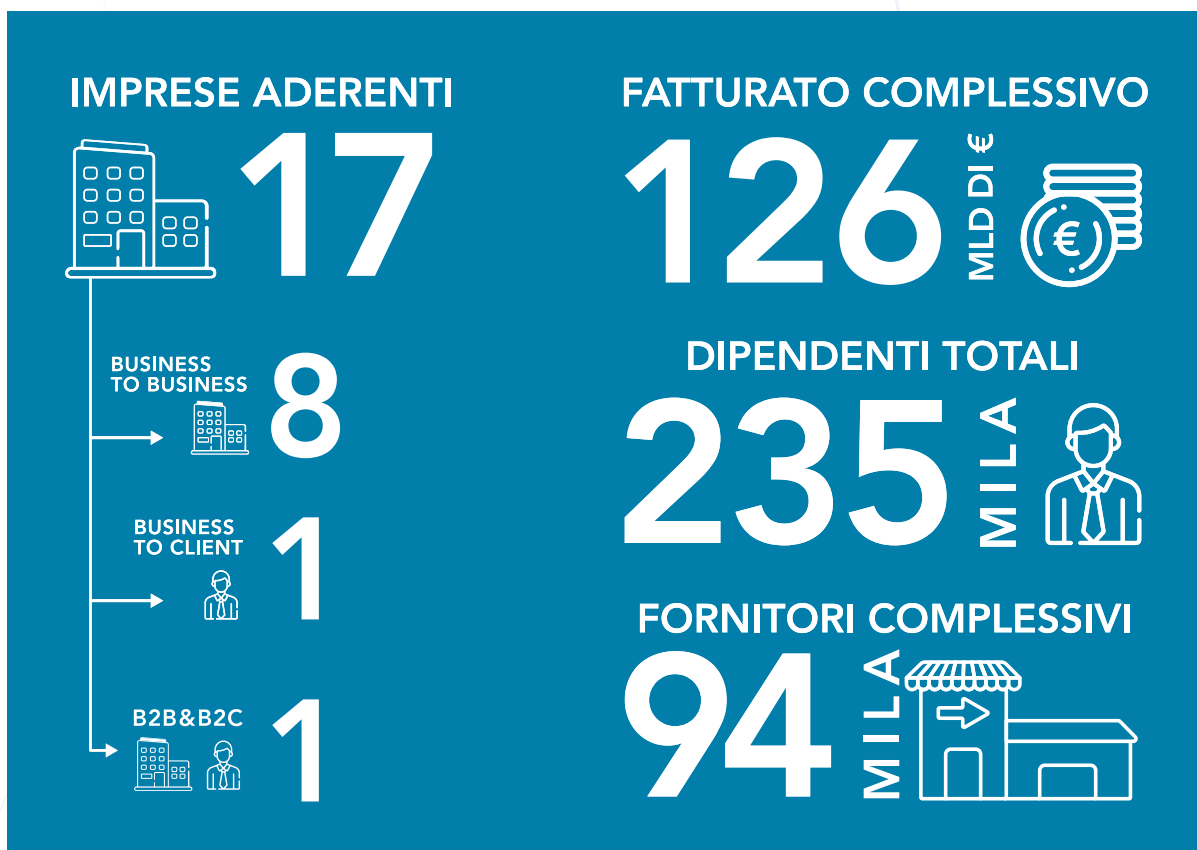 IMPRESE ADERENTI
17
BUSINESS
TO BUSINESS
8
BUSINESS
TO CLIENT
1
B2B&B2C
1
FATTURATO COMPLESSIVO
126
MLD DI €
€
DIPENDENTI TOTALI
235
MILA
FORNITORI COMPLESSIVI
94
MILA